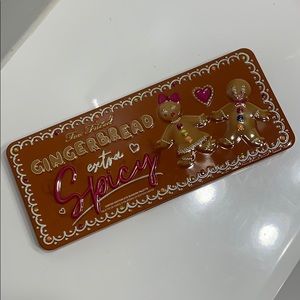 Too Faced
GINGERBREAD
extra
Spicy